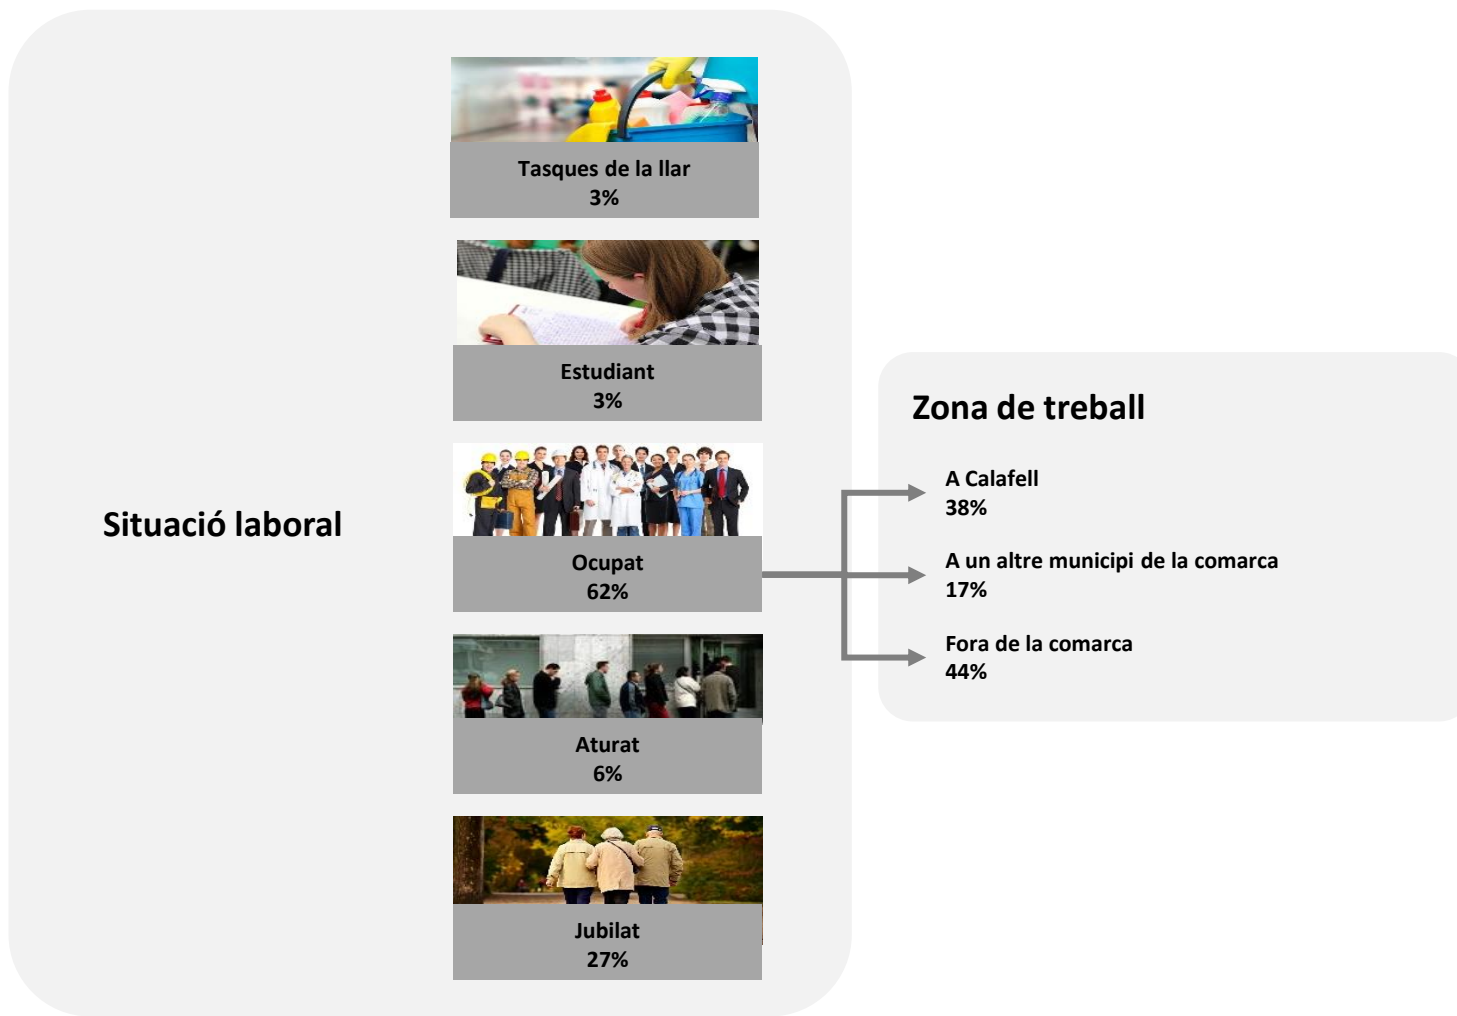 Situació laboral
Tasques de la llar
3%
Estudiant
3%
Ocupat
62%
Aturat
6%
Jubilat
27%
Zona de treball
A Calafell
38%
A un altre municipi de la comarca
17%
Fora de la comarca
44%